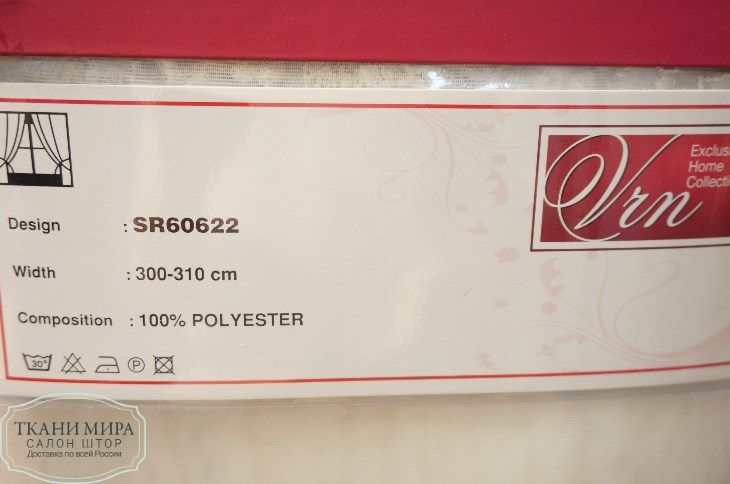 Exclus
Home
Collecti
Vrn
Design : SR60622
Width : 300-310 cm
Composition : 100% POLYESTER
30° P
ТКАНИ МИРА
САЛОН ШТОР
Доставка по всей России